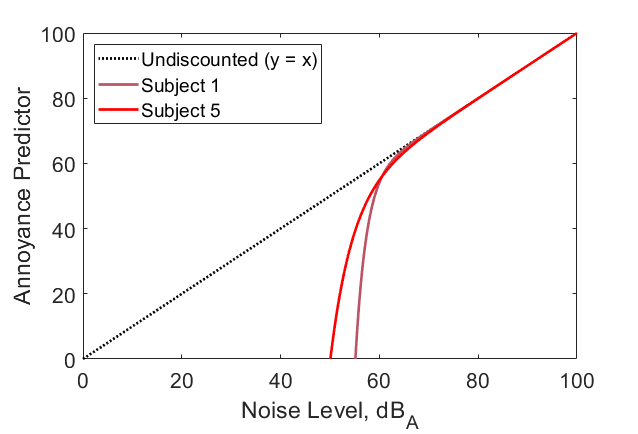 100
80
60
40
20
0
Annoyance Predictor
Undiscounted (y = x)
Subject 1
Subject 5
0 20 40 60 80 100
Noise Level, dB_A